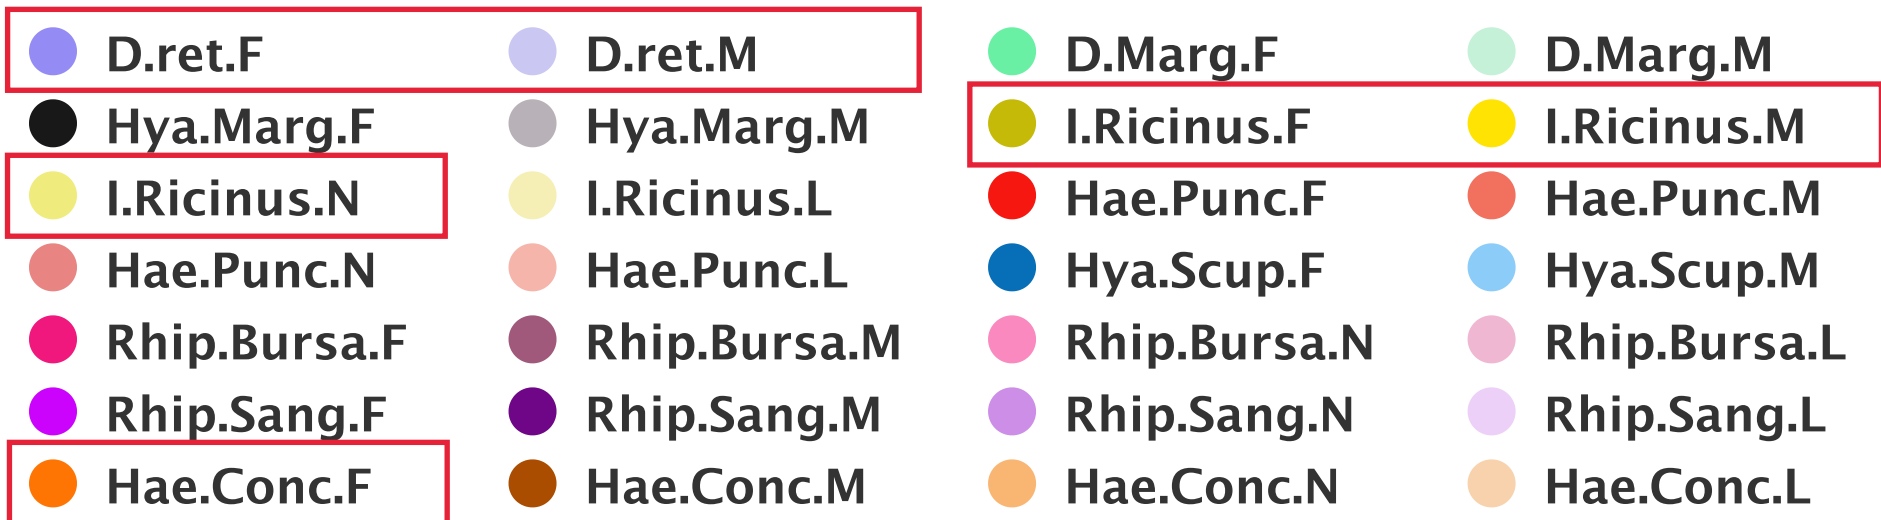 D.ret.F D.ret.M D.Marg.F D.Marg.M
Hya.Marg.F Hya.Marg.M I.Ricinus.F I.Ricinus.M
I.Ricinus.N I.Ricinus.L Hae.Punc.F Hae.Punc.M
Hae.Punc.N Hae.Punc.L Hya.Scup.F Hya.Scup.M
Rhip.Bursa.F Rhip.Bursa.M Rhip.Bursa.N Rhip.Bursa.L
Rhip.Sang.F Rhip.Sang.M Rhip.Sang.N Rhip.Sang.L
Hae.Conc.F Hae.Conc.M Hae.Conc.N Hae.Conc.L